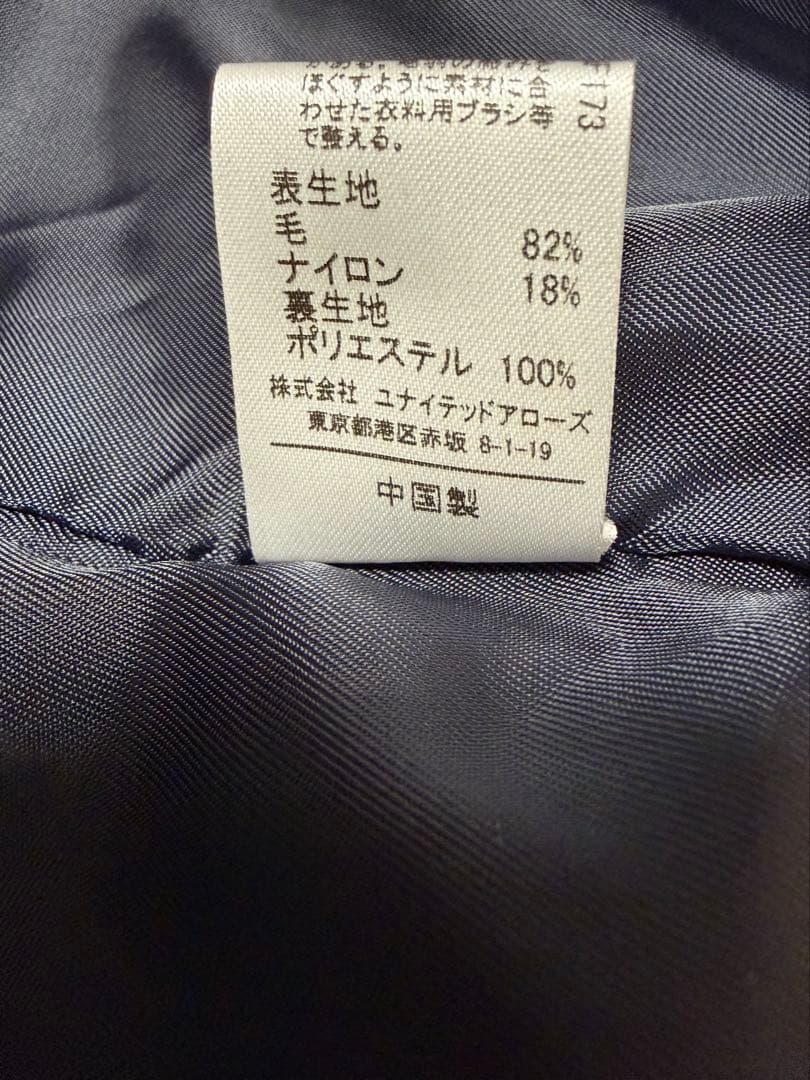 ほぐすように素材に合
わせた衣料用ブラシ等
で整える。
表生地
毛 82%
ナイロン 18%
裏生地
ポリエステル 100%
株式会社 ユナイテッドアローズ
東京都港区赤坂 8-1-19
中国製